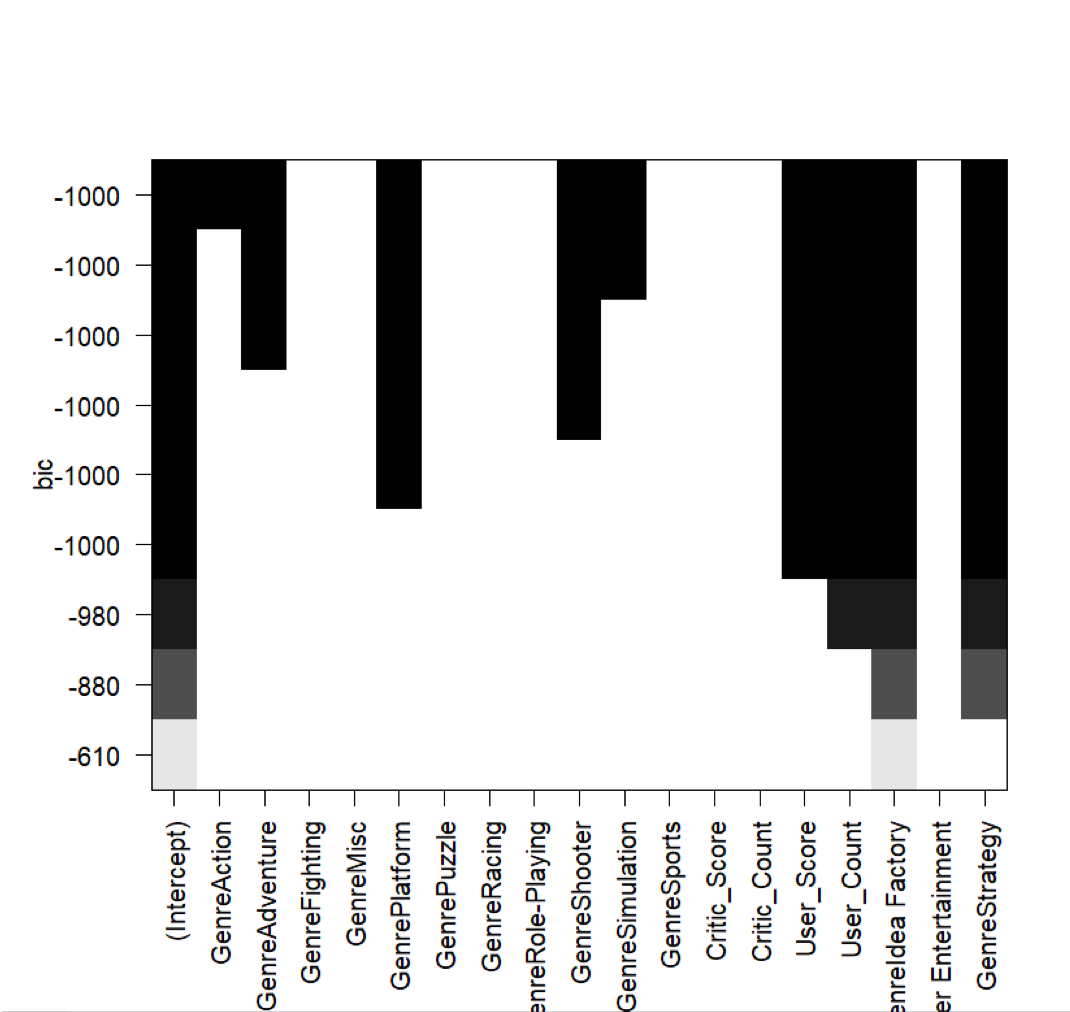 -1000
-1000
-1000
-1000
-1000
-1000
-980
-880
-610
bic
(Intercept)
GenreAction
GenreAdventure
GenreFighting
GenreMisc
GenrePlatform
GenrePuzzle
GenreRacing
enreRole-Playing
GenreShooter
GenreSimulation
GenreSports
Critic_Score
Critic_Count
User_Score
User_Count
enreIdea Factory
er Entertainment
GenreStrategy